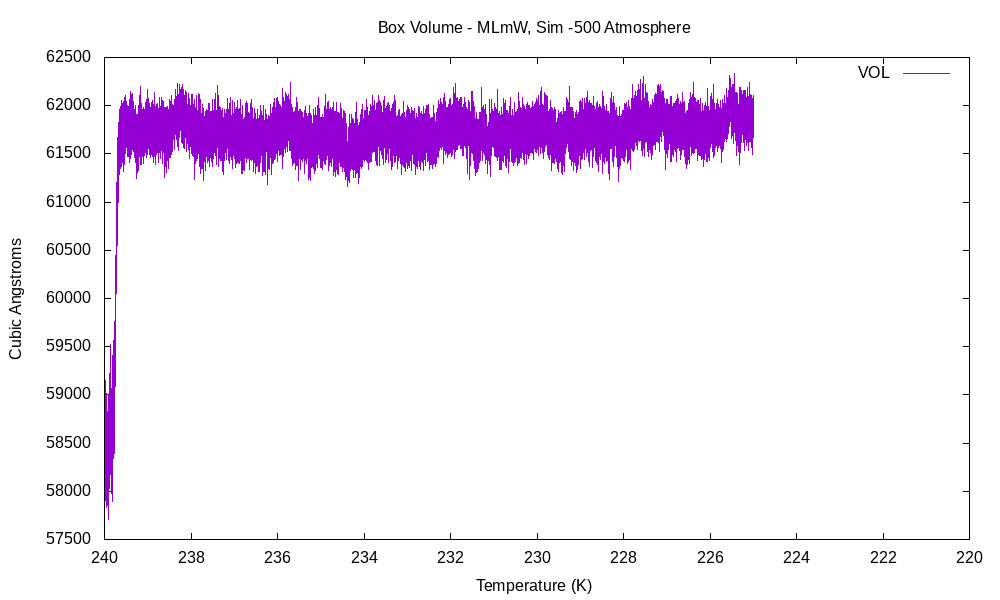 Box Volume - MLmW, Sim -500 Atmosphere
62500
62000
61500
61000
60500
60000
59500
59000
58500
58000
57500
Cubic Angstroms
VOL
240 238 236 234 232 230 228 226 224 222 220
Temperature (K)